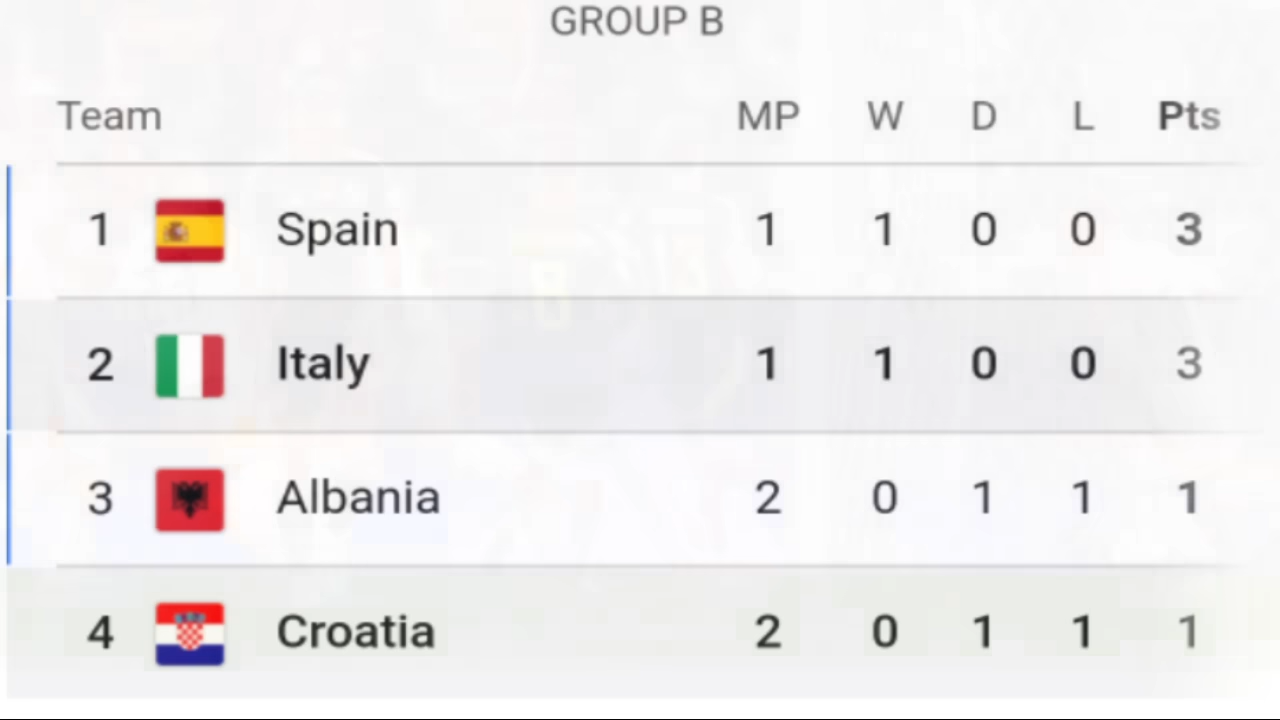 GROUP B
Team MP W D L Pts
1 Spain 1 1 0 0 3
2 Italy 1 1 0 0 3
3 Albania 2 0 1 1 1
4 Croatia 2 0 1 1 1